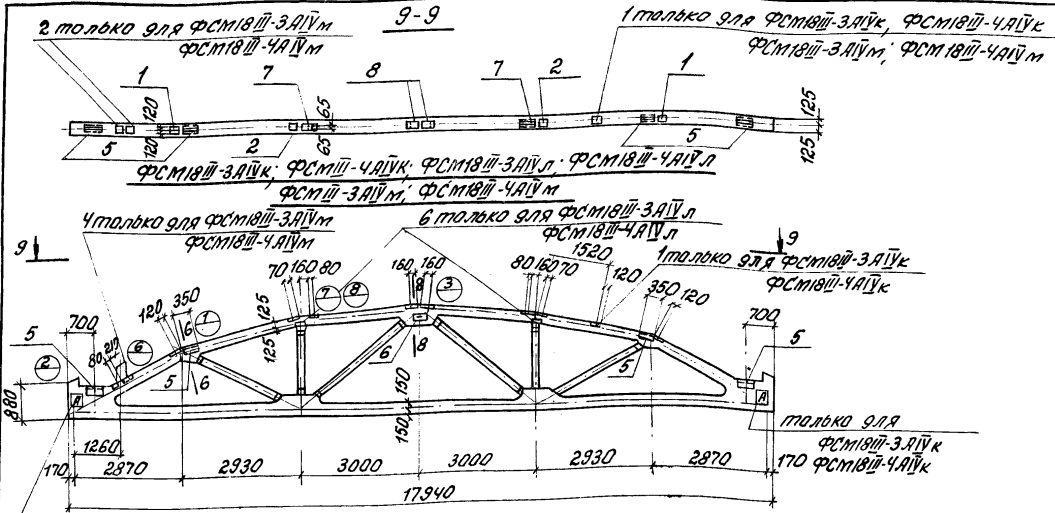 2 только для ФСМ18III-3АIVм
ФСМ18III-4АIVм
9-9
1 только для ФСМ18III-3АIVк, ФСМ18III-4АIVк
ФСМ18III-3АIVм; ФСМ18III-4АIVм
1
7
8
7
2
1
120
120
65
65
125
125
5
2
5
ФСМ18III-3АIVк; ФСМIII-4АIVк; ФСМ18III-3АIVл; ФСМ18III-4АIVл
ФСМIII-3АIVм; ФСМ18III-4АIVм
4 только для ФСМ18III-3АIVм
ФСМ18III-4АIVм
6 только для ФСМ18III-3АIVл
ФСМ18III-4АIVл
9
9
1 только для ФСМ18III-3АIVк
ФСМ18III-4АIVк
70 160 80
7 8
160 160
8
3
80 160 70
1520
120
350
120
120 350
6
1
125
125
5
700
2
80 210
6
5
6
6
8
5
700
5
880
А
А
150
150
только для
ФСМ18III-3АIVк
ФСМ18III-4АIVк
1260
170 2870 2930 3000 3000 2930 2870 170
17940